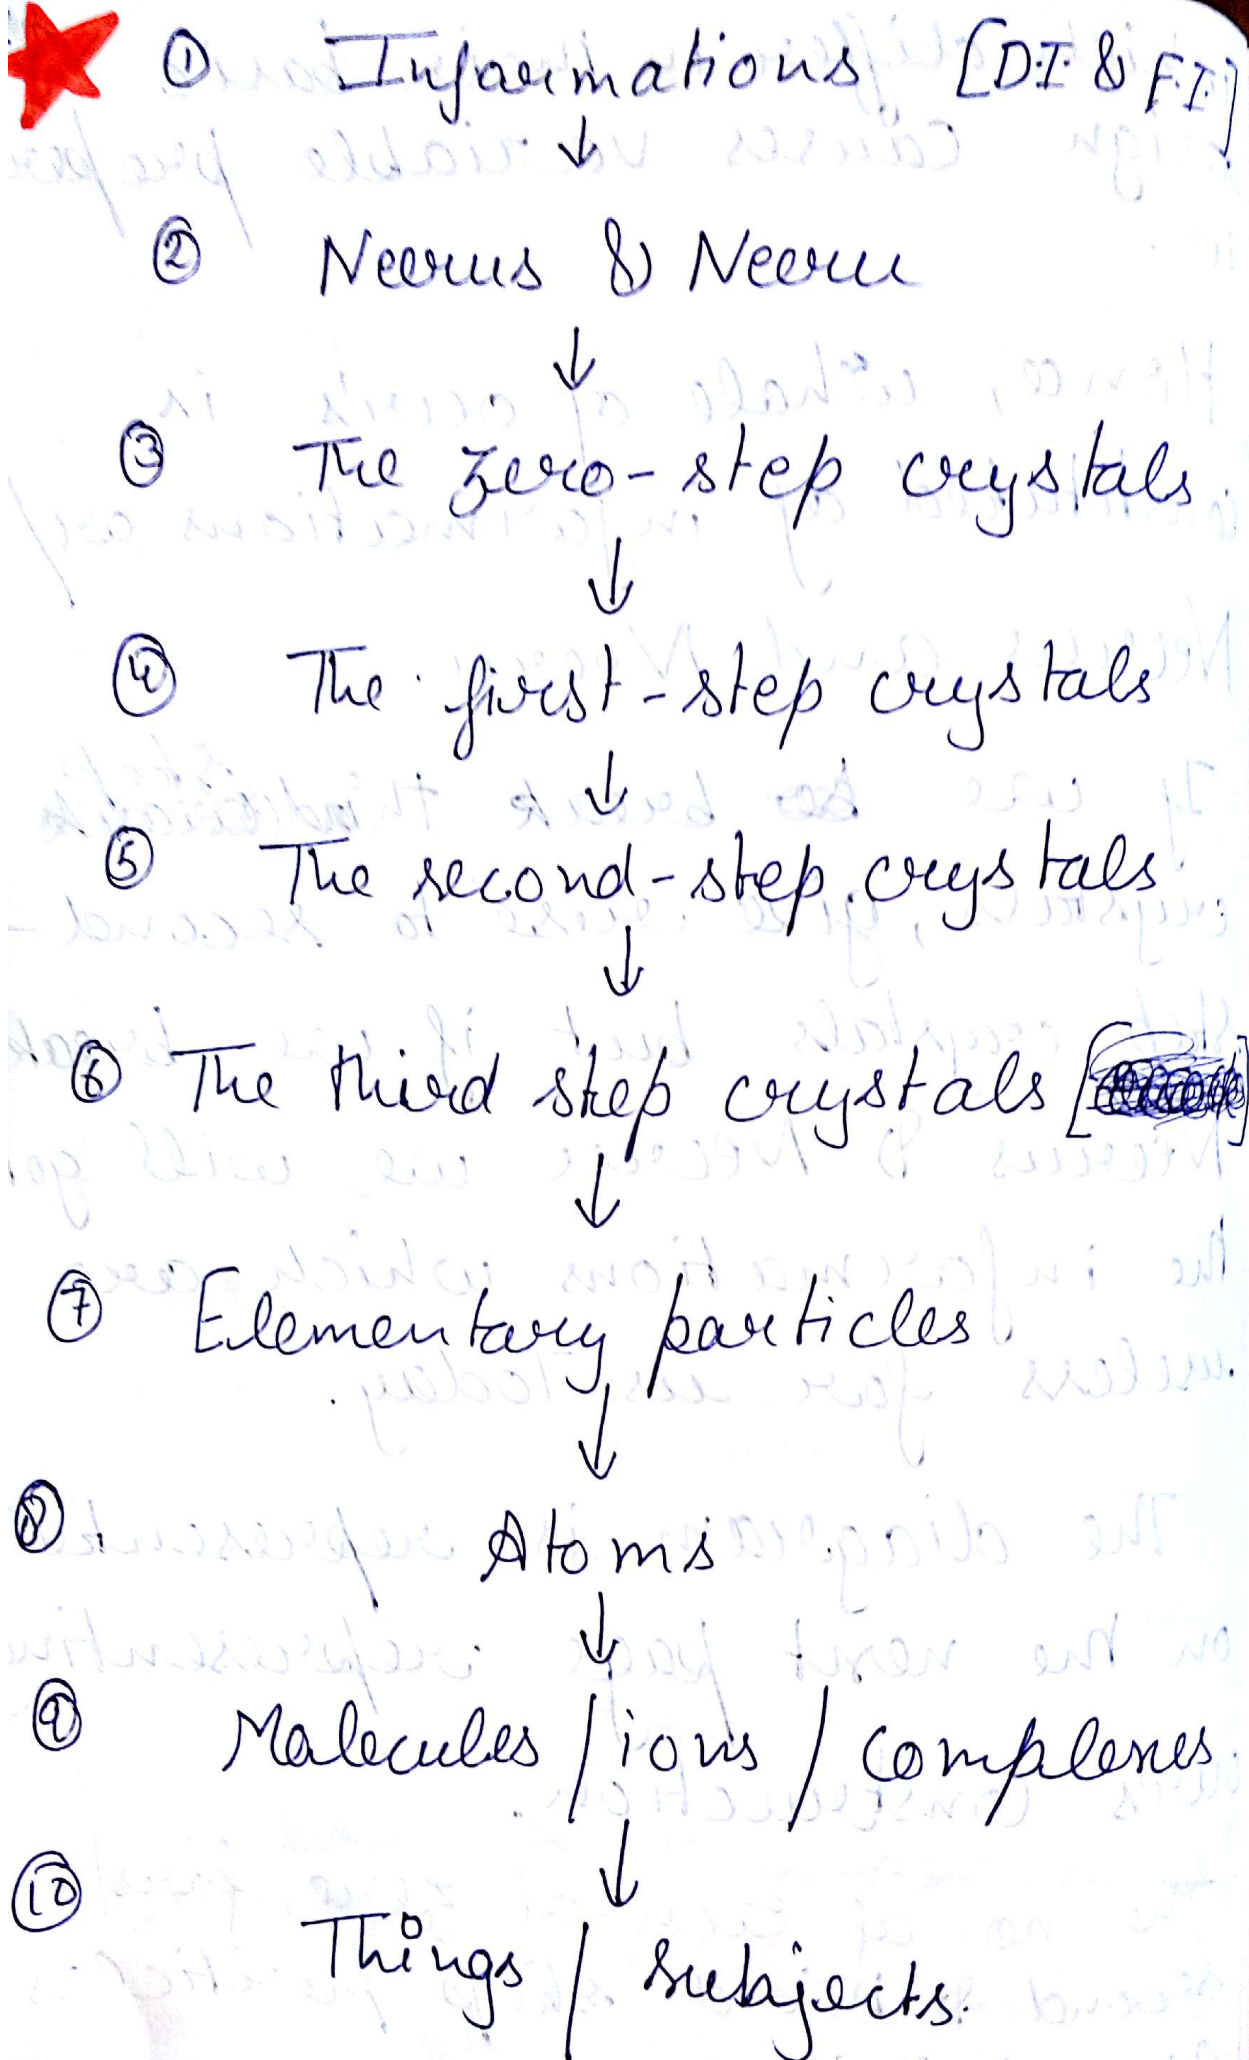 ① Informations [D.I. & F.I.]
↓
② Neerus & Neeru
↓
③ The zero-step crystals.
↓
④ The first-step crystals
↓
⑤ The second-step crystals
↓
⑥ The third step crystals
↓
⑦ Elementary particles.
↓
⑧. Atoms
↓
⑨ Molecules / ions / complexes.
↓
⑩ Things / subjects.